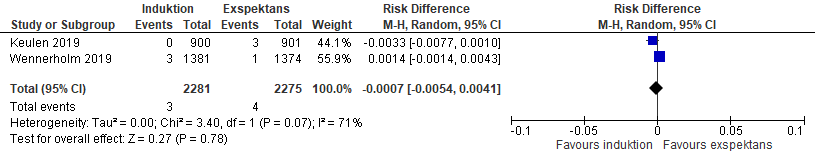 Induktion Exspektans Risk Difference Risk Difference
Study or Subgroup Events Total Events Total Weight M-H, Random, 95% CI M-H, Random, 95% CI
Keulen 2019 0 900 3 901 44.1% -0.0033 [-0.0077, 0.0010]
Wennerholm 2019 3 1381 1 1374 55.9% 0.0014 [-0.0014, 0.0043]
Total (95% CI) 2281 2275 100.0% -0.0007 [-0.0054, 0.0041]
Total events 3 4
Heterogeneity: Tau² = 0.00; Chi² = 3.40, df = 1 (P = 0.07); I² = 71%
Test for overall effect: Z = 0.27 (P = 0.78)
-0.1 -0.05 0 0.05 0.1
Favours induktion Favours exspektans